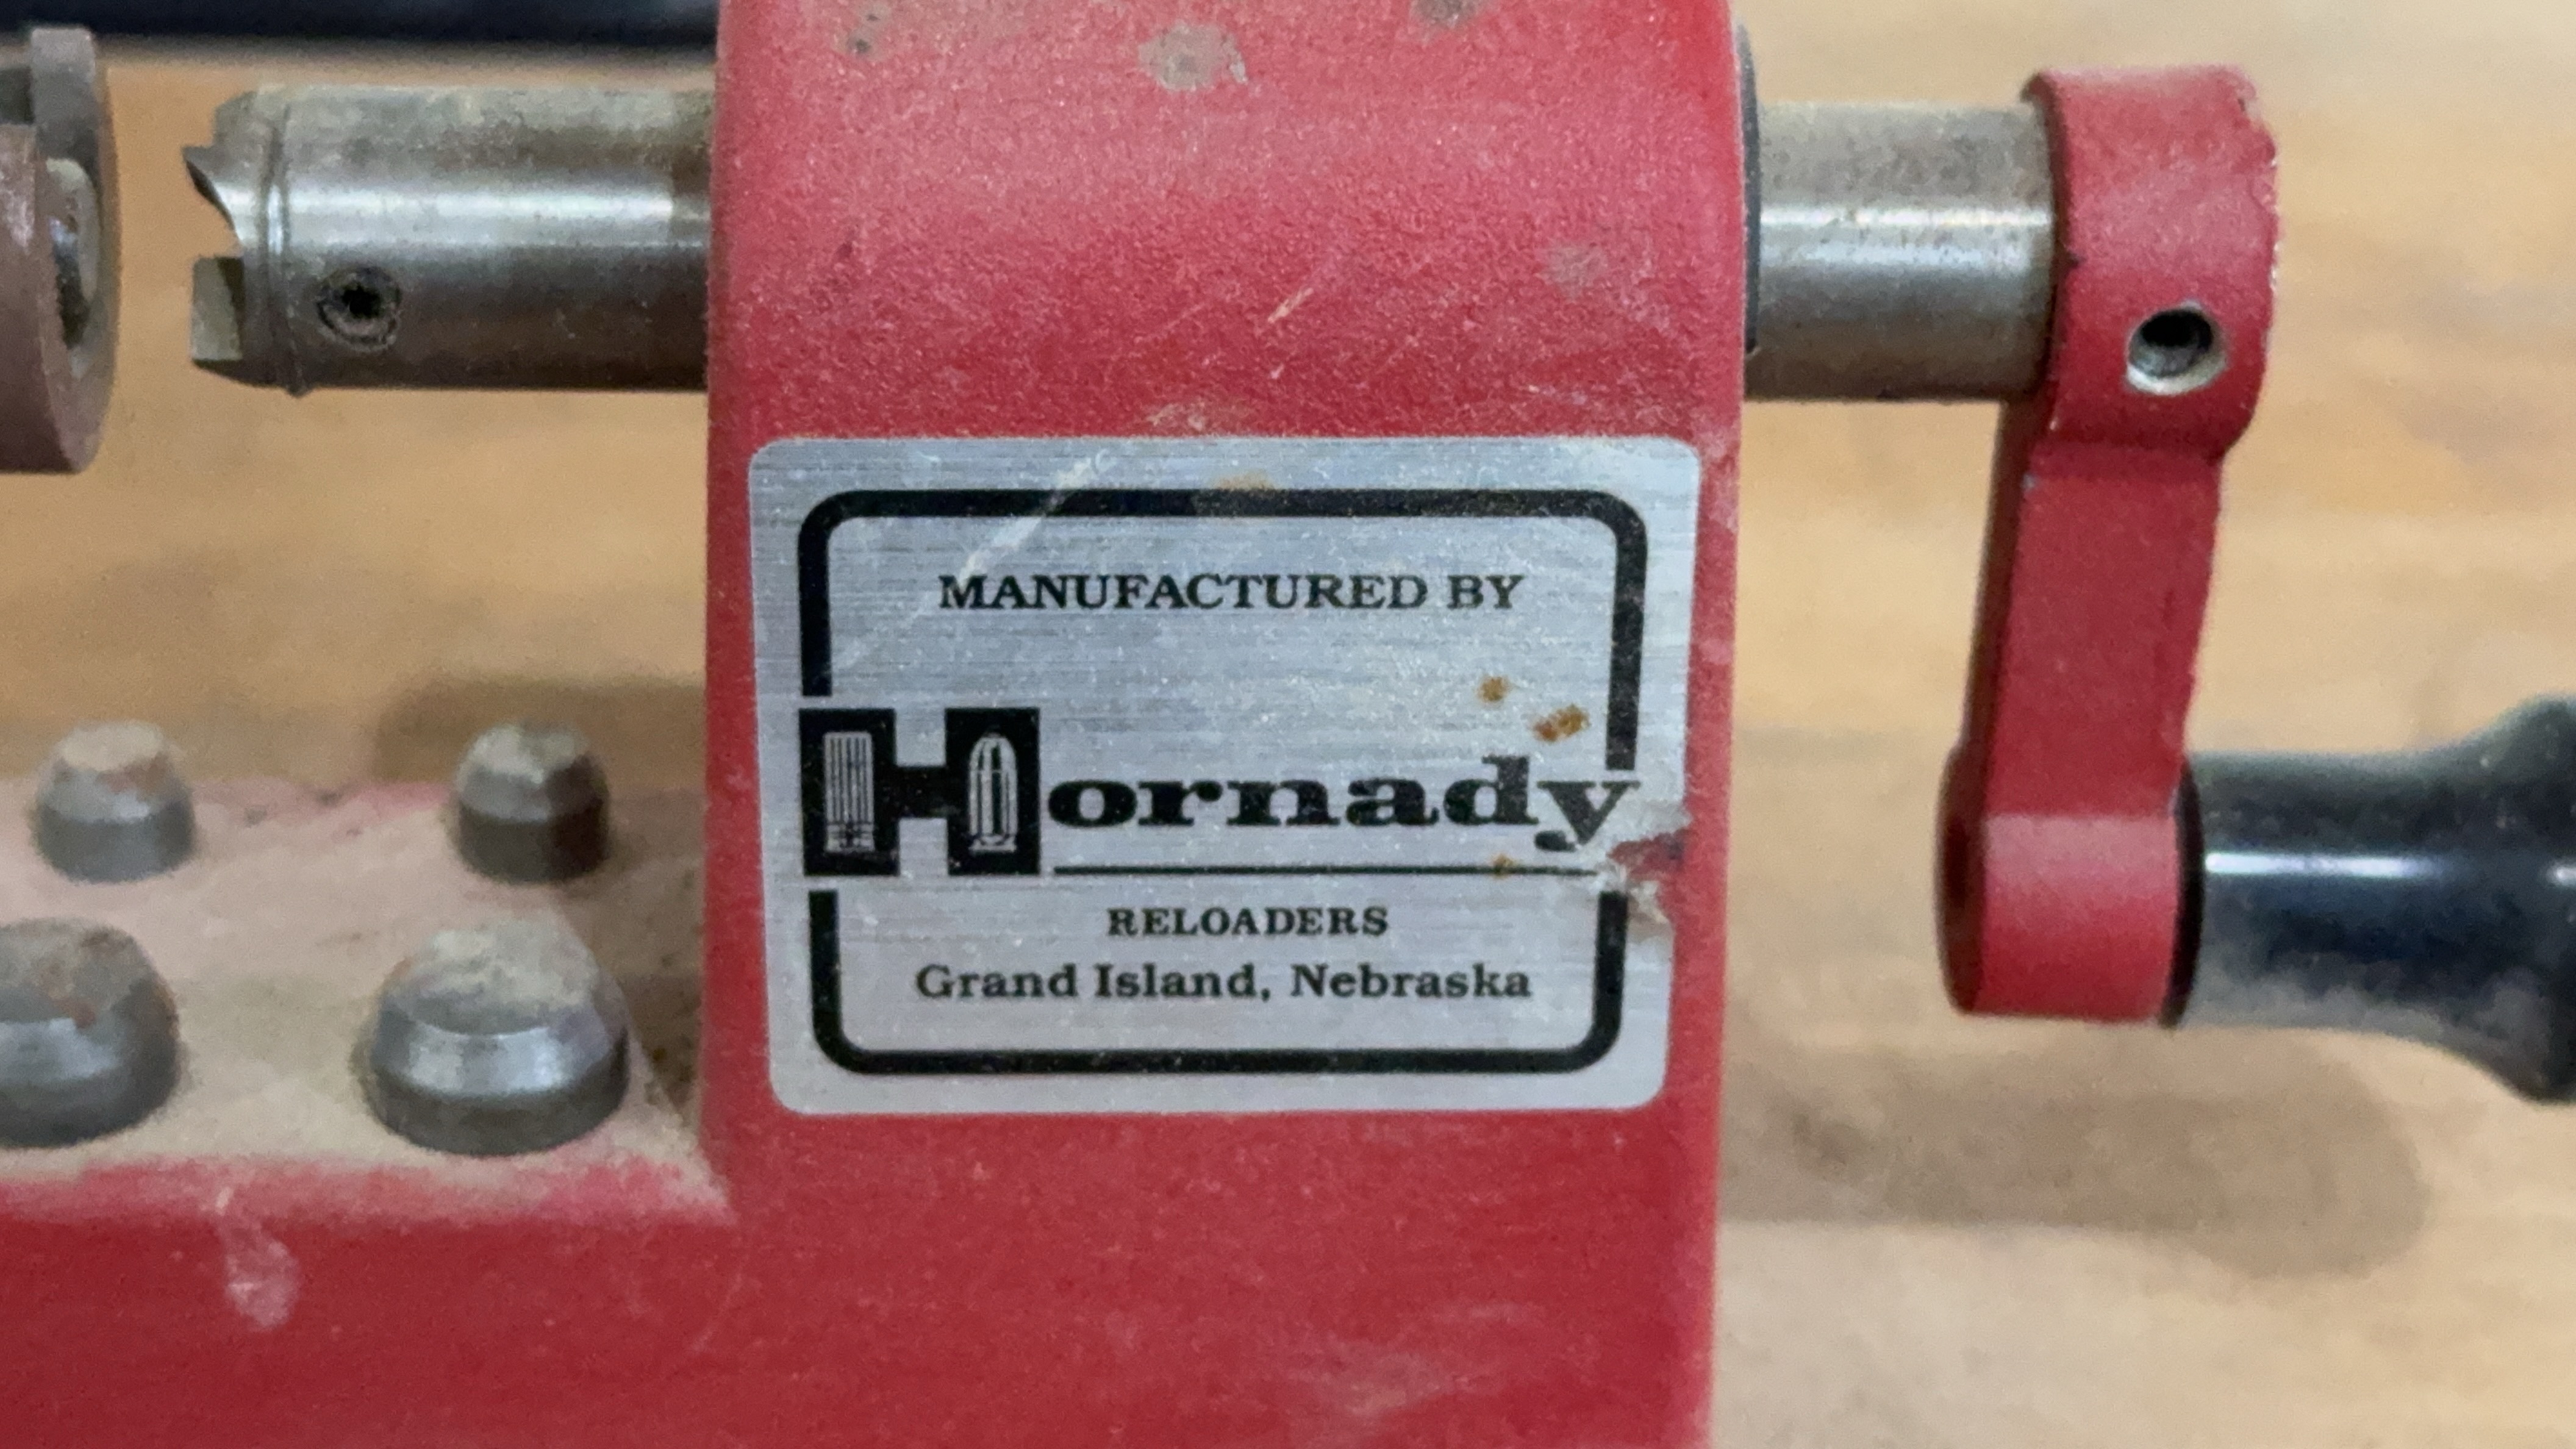 MANUFACTURED BY
Hornady
RELOADERS
Grand Island, Nebraska